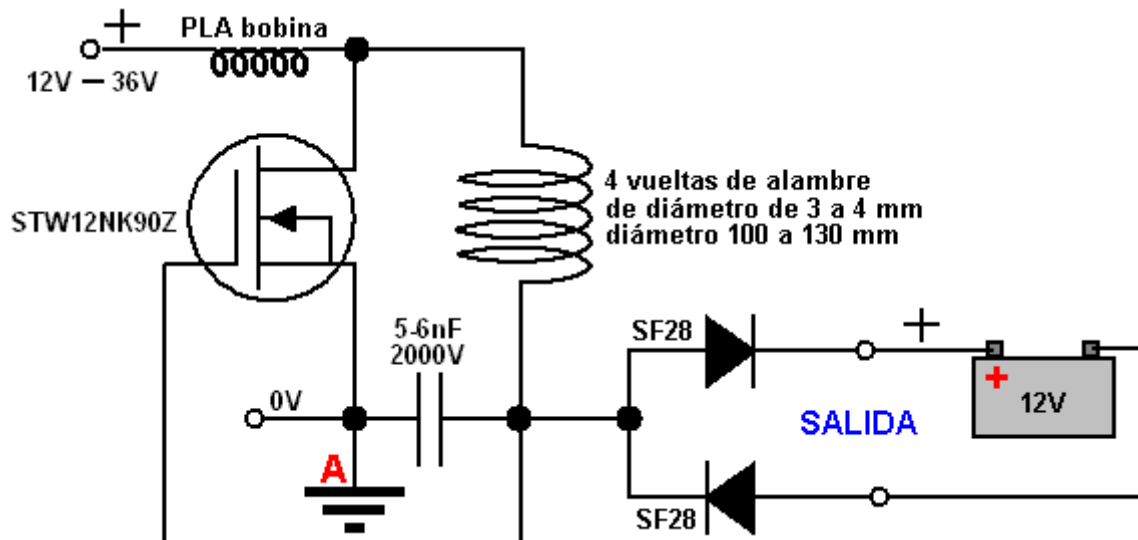 PLA bobina
+
12V – 36V
STW12NK90Z
4 vueltas de alambre
de diámetro de 3 a 4 mm
diámetro 100 a 130 mm
5-6nF
2000V
SF28
+
0V
+
12V
SALIDA
A
SF28